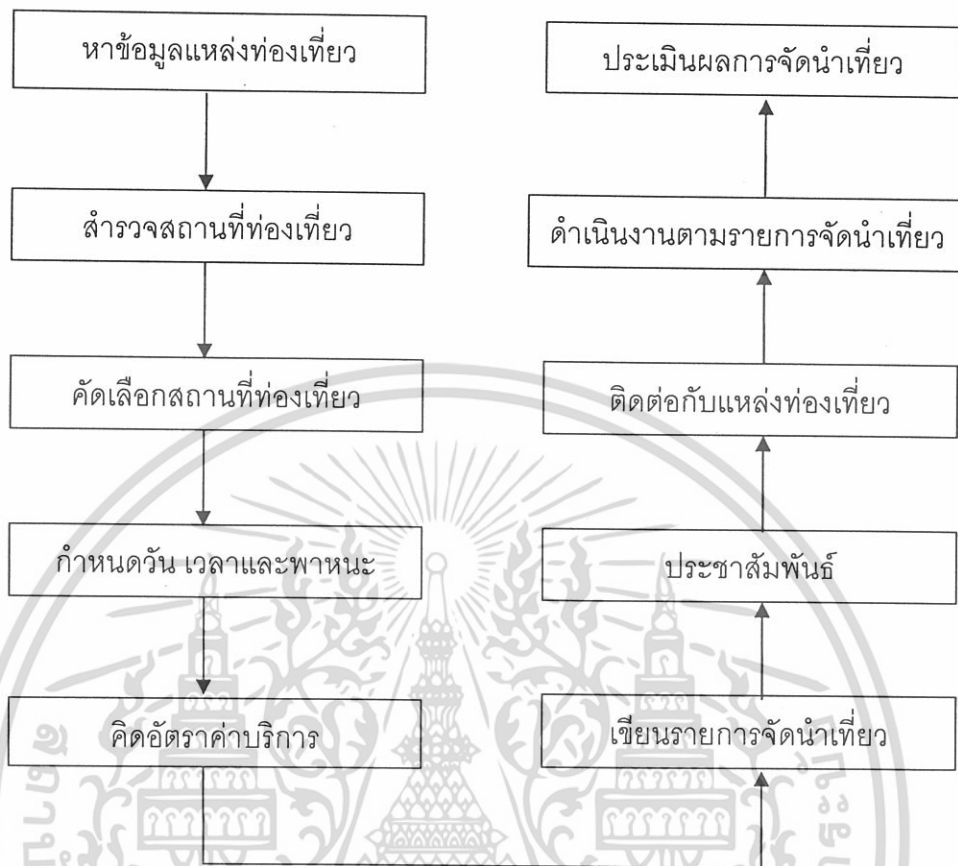 หาข้อมูลแหล่งท่องเที่ยว
สำรวจสถานที่ท่องเที่ยว
คัดเลือกสถานที่ท่องเที่ยว
กำหนดวัน เวลาและพาหนะ
คิดอัตราค่าบริการ
เขียนรายการจัดนำเที่ยว
ประชาสัมพันธ์
ติดต่อกับแหล่งท่องเที่ยว
ดำเนินงานตามรายการจัดนำเที่ยว
ประเมินผลการจัดนำเที่ยว